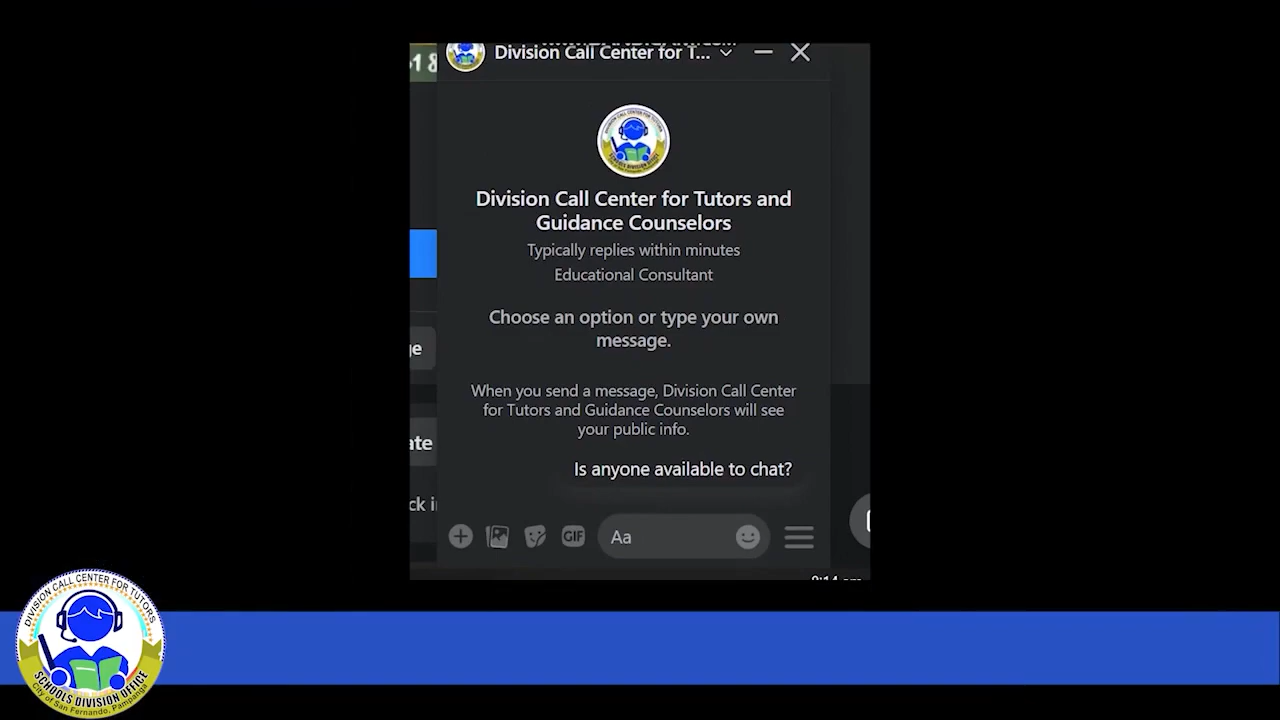 Division Call Center for T...
Division Call Center for Tutors and
Guidance Counselors
Typically replies within minutes
Educational Consultant
Choose an option or type your own
message.
When you send a message, Division Call Center
for Tutors and Guidance Counselors will see
your public info.
Is anyone available to chat?
GIF
Aa
DIVISION CALL CENTER FOR TUTORS
SCHOOLS DIVISION OFFICE
City of San Fernando, Pampanga